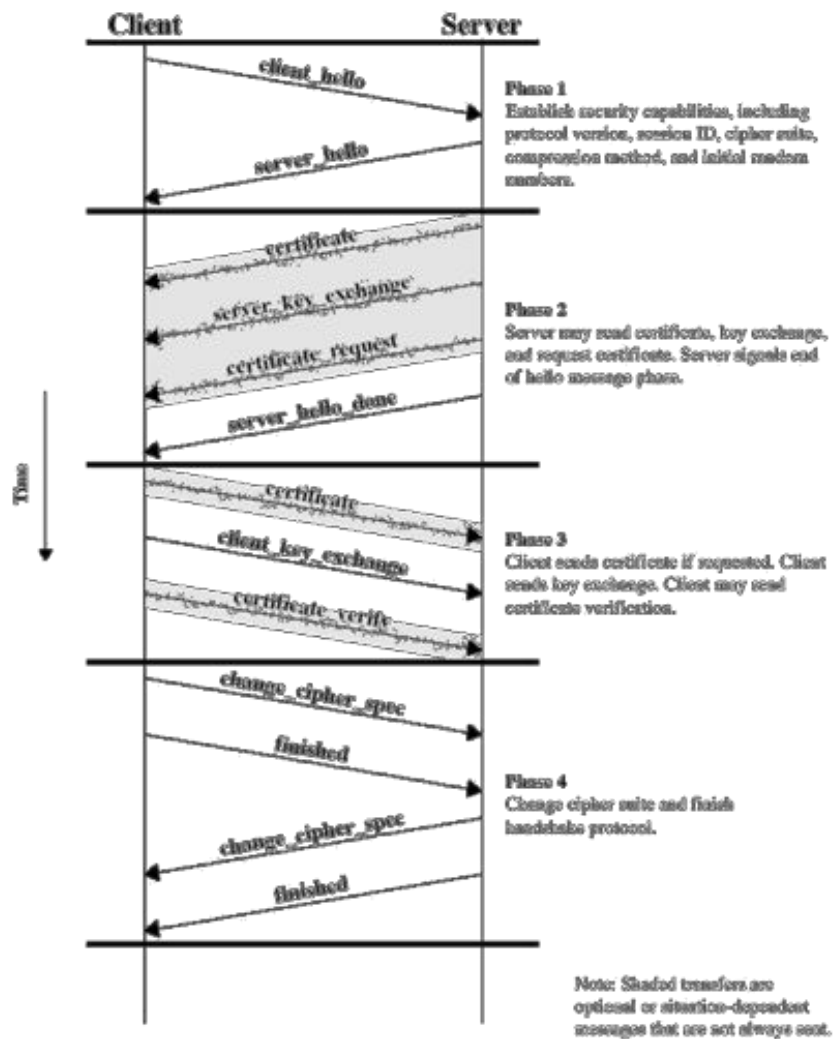 Client Server
client_hello
Phase 1
Establish security capabilities, including
protocol version, session ID, cipher suite,
compression method, and initial random
numbers.
server_hello
certificate
server_key_exchange
certificate_request
Phase 2
Server may send certificate, key exchange,
and request certificate. Server signals end
of hello message phase.
server_hello_done
Time
certificate
client_key_exchange
certificate_verify
Phase 3
Client sends certificate if requested. Client
sends key exchange. Client may send
certificate verification.
change_cipher_spec
finished
Phase 4
Change cipher suite and finish
handshake protocol.
change_cipher_spec
finished
Note: Shaded transfers are
optional or situation-dependent
messages that are not always sent.